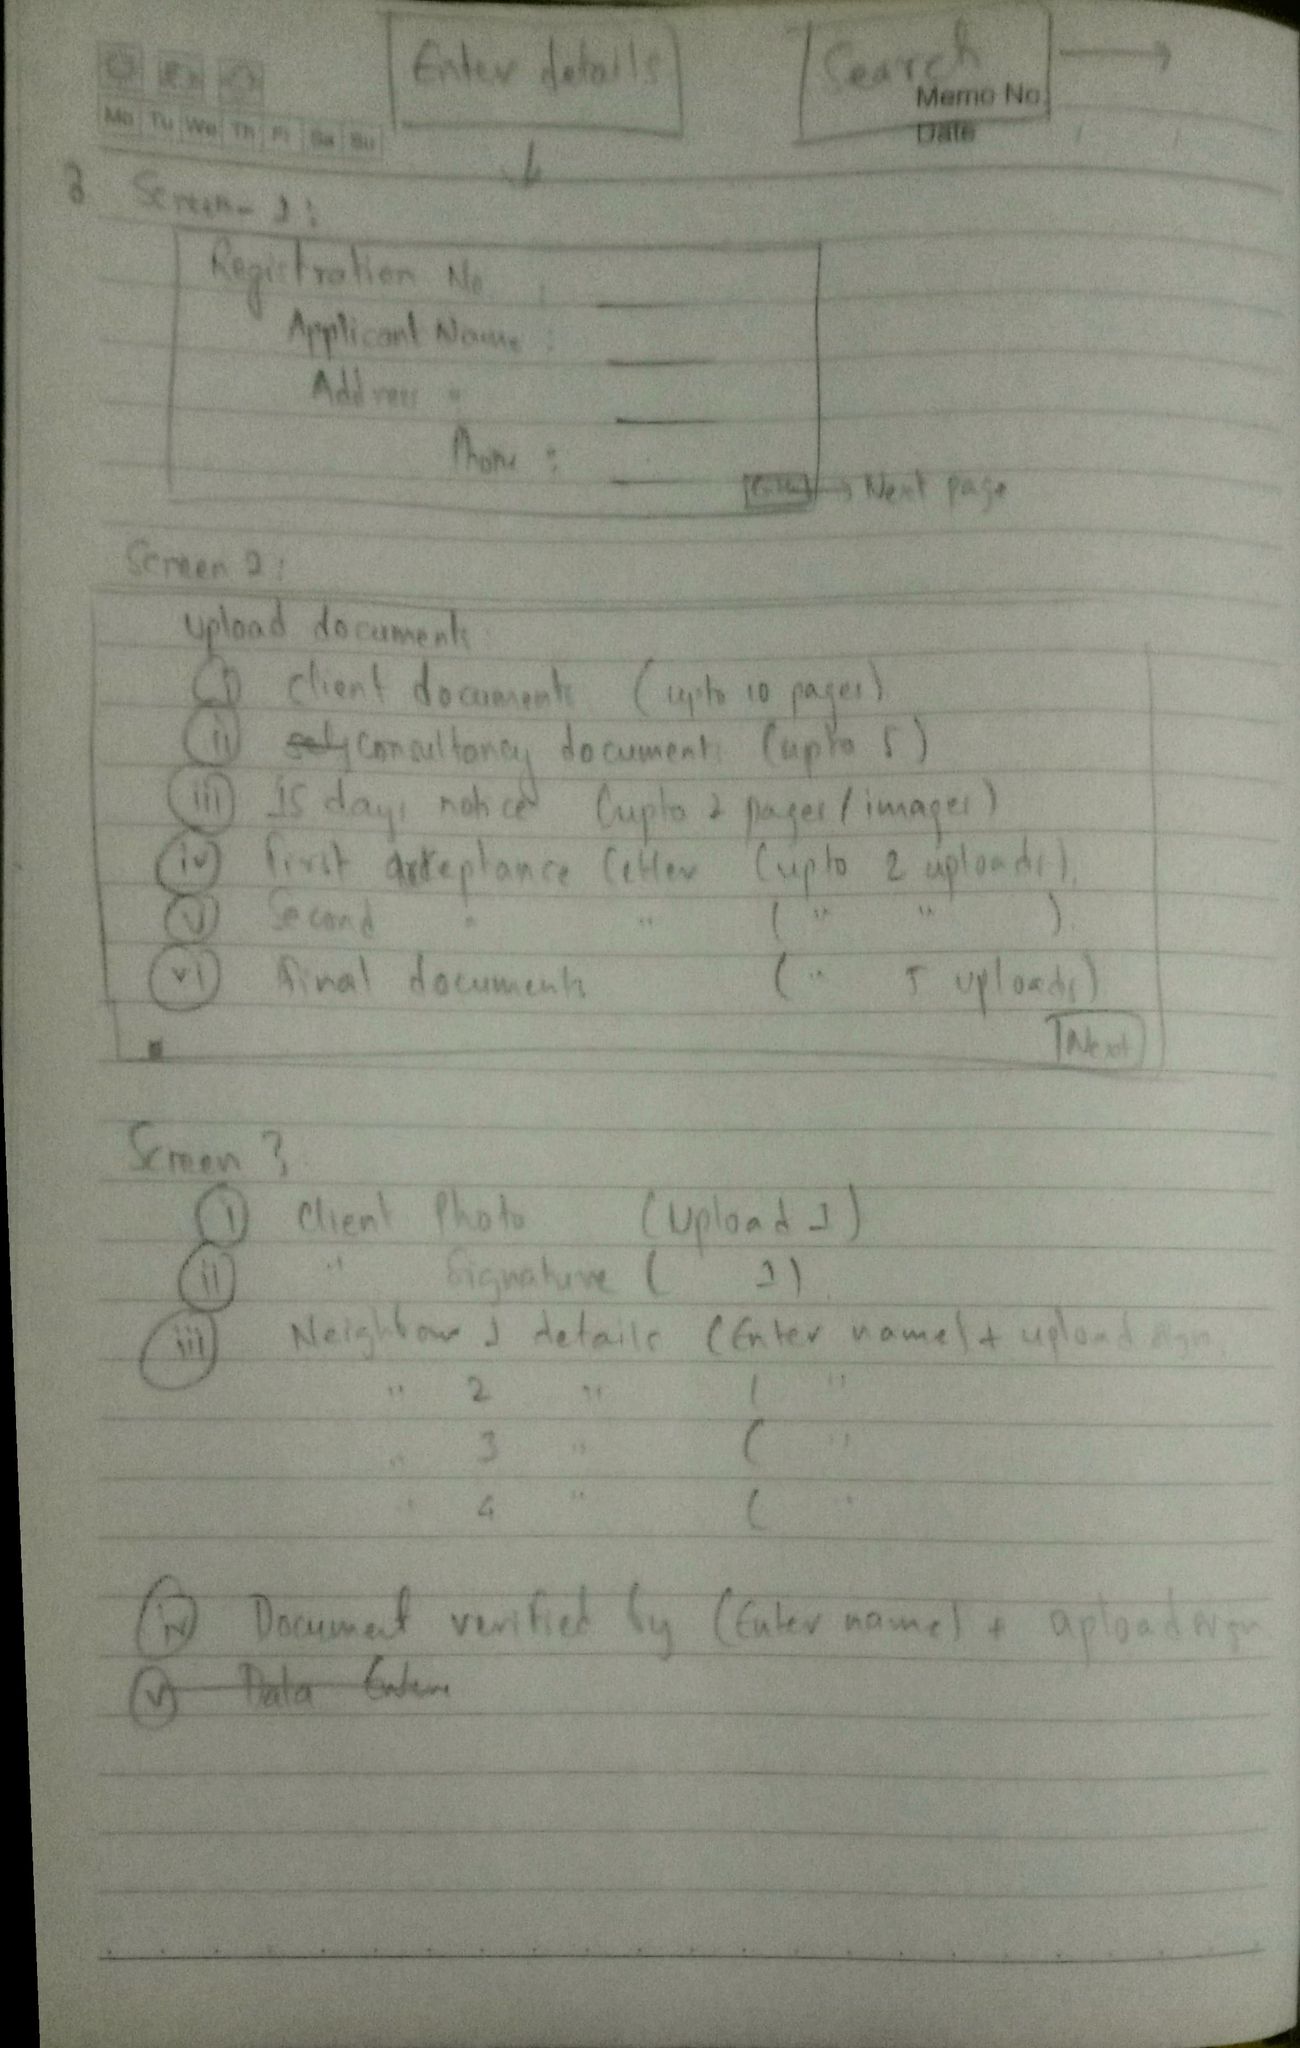 Enter details
Search
Memo No.
Date
Mo Tu We Th Fr Sa Su
Screen 1:
Registration No. :
Applicant Name :
Address "
Phone :
Next page
Screen 2:
Upload documents
(i) Client documents (upto 10 pages)
(ii) Consultancy documents (upto 5)
(iii) 15 days notice (upto 2 pages/images)
(iv) First acceptance letter (upto 2 uploads).
(v) Second " " ( " " ).
(vi) Final documents ( " 5 uploads)
Next
Screen 3
(i) Client Photo (Upload 1)
(ii) " Signature ( 1).
(iii) Neighbour 1 details (Enter name) + upload sign
" 2 " ( "
" 3 " ( "
" 4 " ( "
(iv) Document verified by (Enter name) + upload sign
(v) Data